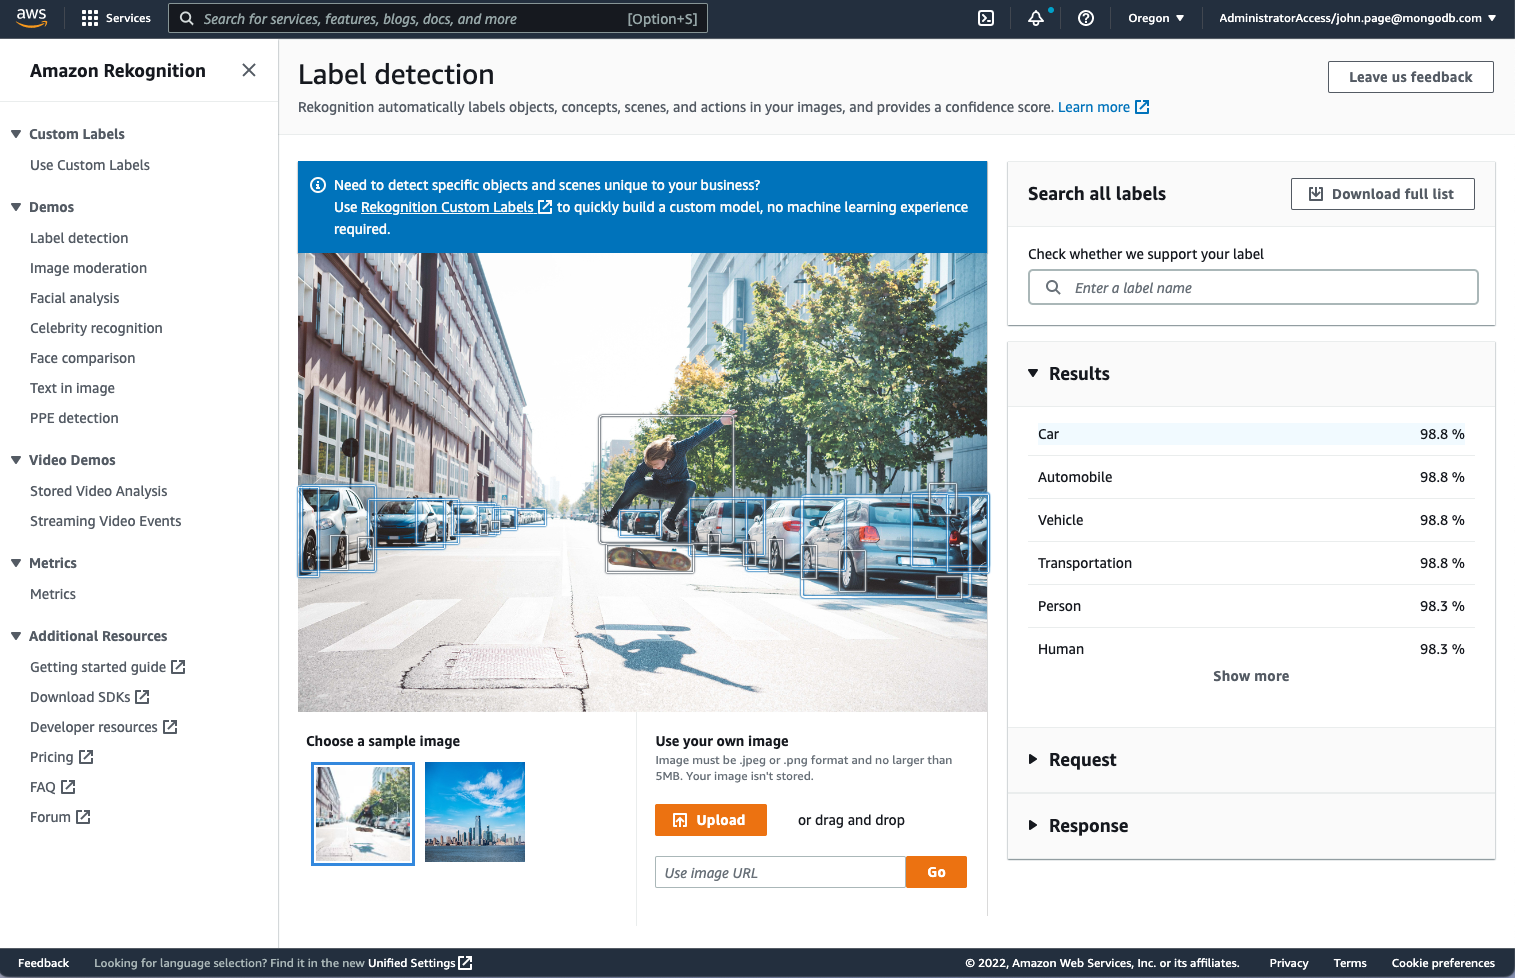 aws
Services
Search for services, features, blogs, docs, and more
[Option+S]
Oregon
AdministratorAccess/john.page@mongodb.com
Amazon Rekognition
Custom Labels
Use Custom Labels
Demos
Label detection
Image moderation
Facial analysis
Celebrity recognition
Face comparison
Text in image
PPE detection
Video Demos
Stored Video Analysis
Streaming Video Events
Metrics
Metrics
Additional Resources
Getting started guide
Download SDKs
Developer resources
Pricing
FAQ
Forum
Label detection
Rekognition automatically labels objects, concepts, scenes, and actions in your images, and provides a confidence score. Learn more
Leave us feedback
Need to detect specific objects and scenes unique to your business?
Use Rekognition Custom Labels to quickly build a custom model, no machine learning experience
required.
Choose a sample image
Use your own image
Image must be .jpeg or .png format and no larger than
5MB. Your image isn't stored.
Upload
or drag and drop
Use image URL
Go
Search all labels
Download full list
Check whether we support your label
Enter a label name
Results
Car 98.8 %
Automobile 98.8 %
Vehicle 98.8 %
Transportation 98.8 %
Person 98.3 %
Human 98.3 %
Show more
Request
Response
Feedback
Looking for language selection? Find it in the new Unified Settings
© 2022, Amazon Web Services, Inc. or its affiliates.
Privacy
Terms
Cookie preferences